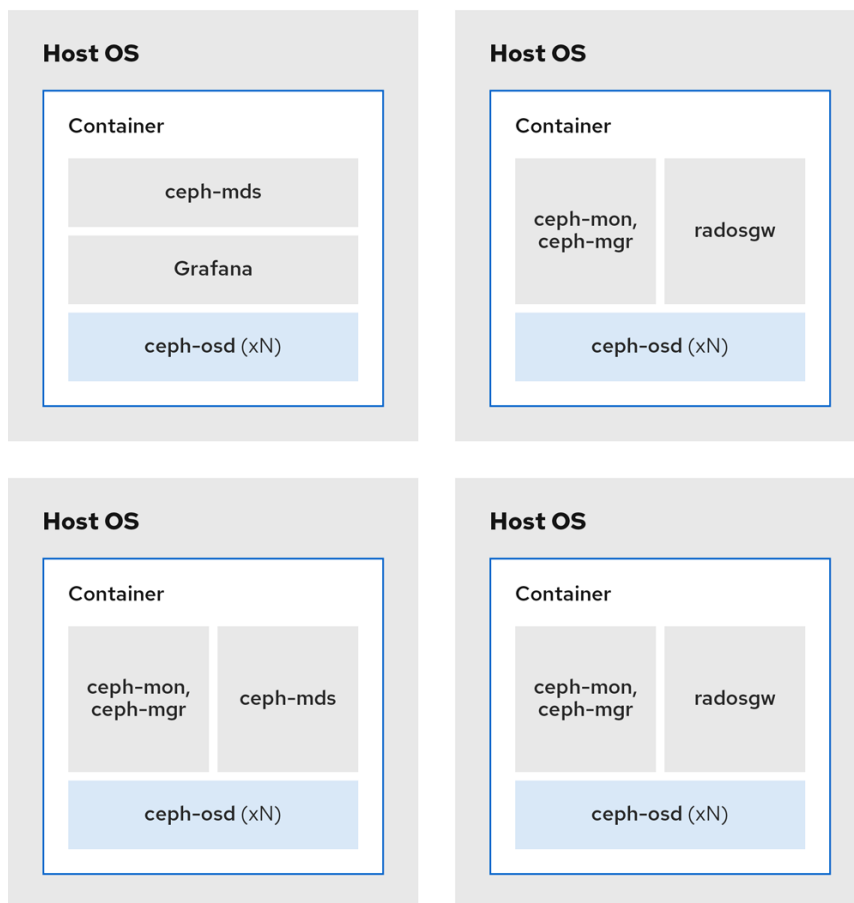 Host OS
Container
ceph-mds
Grafana
ceph-osd (xN)
Host OS
Container
ceph-mon,
ceph-mgr
radosgw
ceph-osd (xN)
Host OS
Container
ceph-mon,
ceph-mgr
ceph-mds
ceph-osd (xN)
Host OS
Container
ceph-mon,
ceph-mgr
radosgw
ceph-osd (xN)